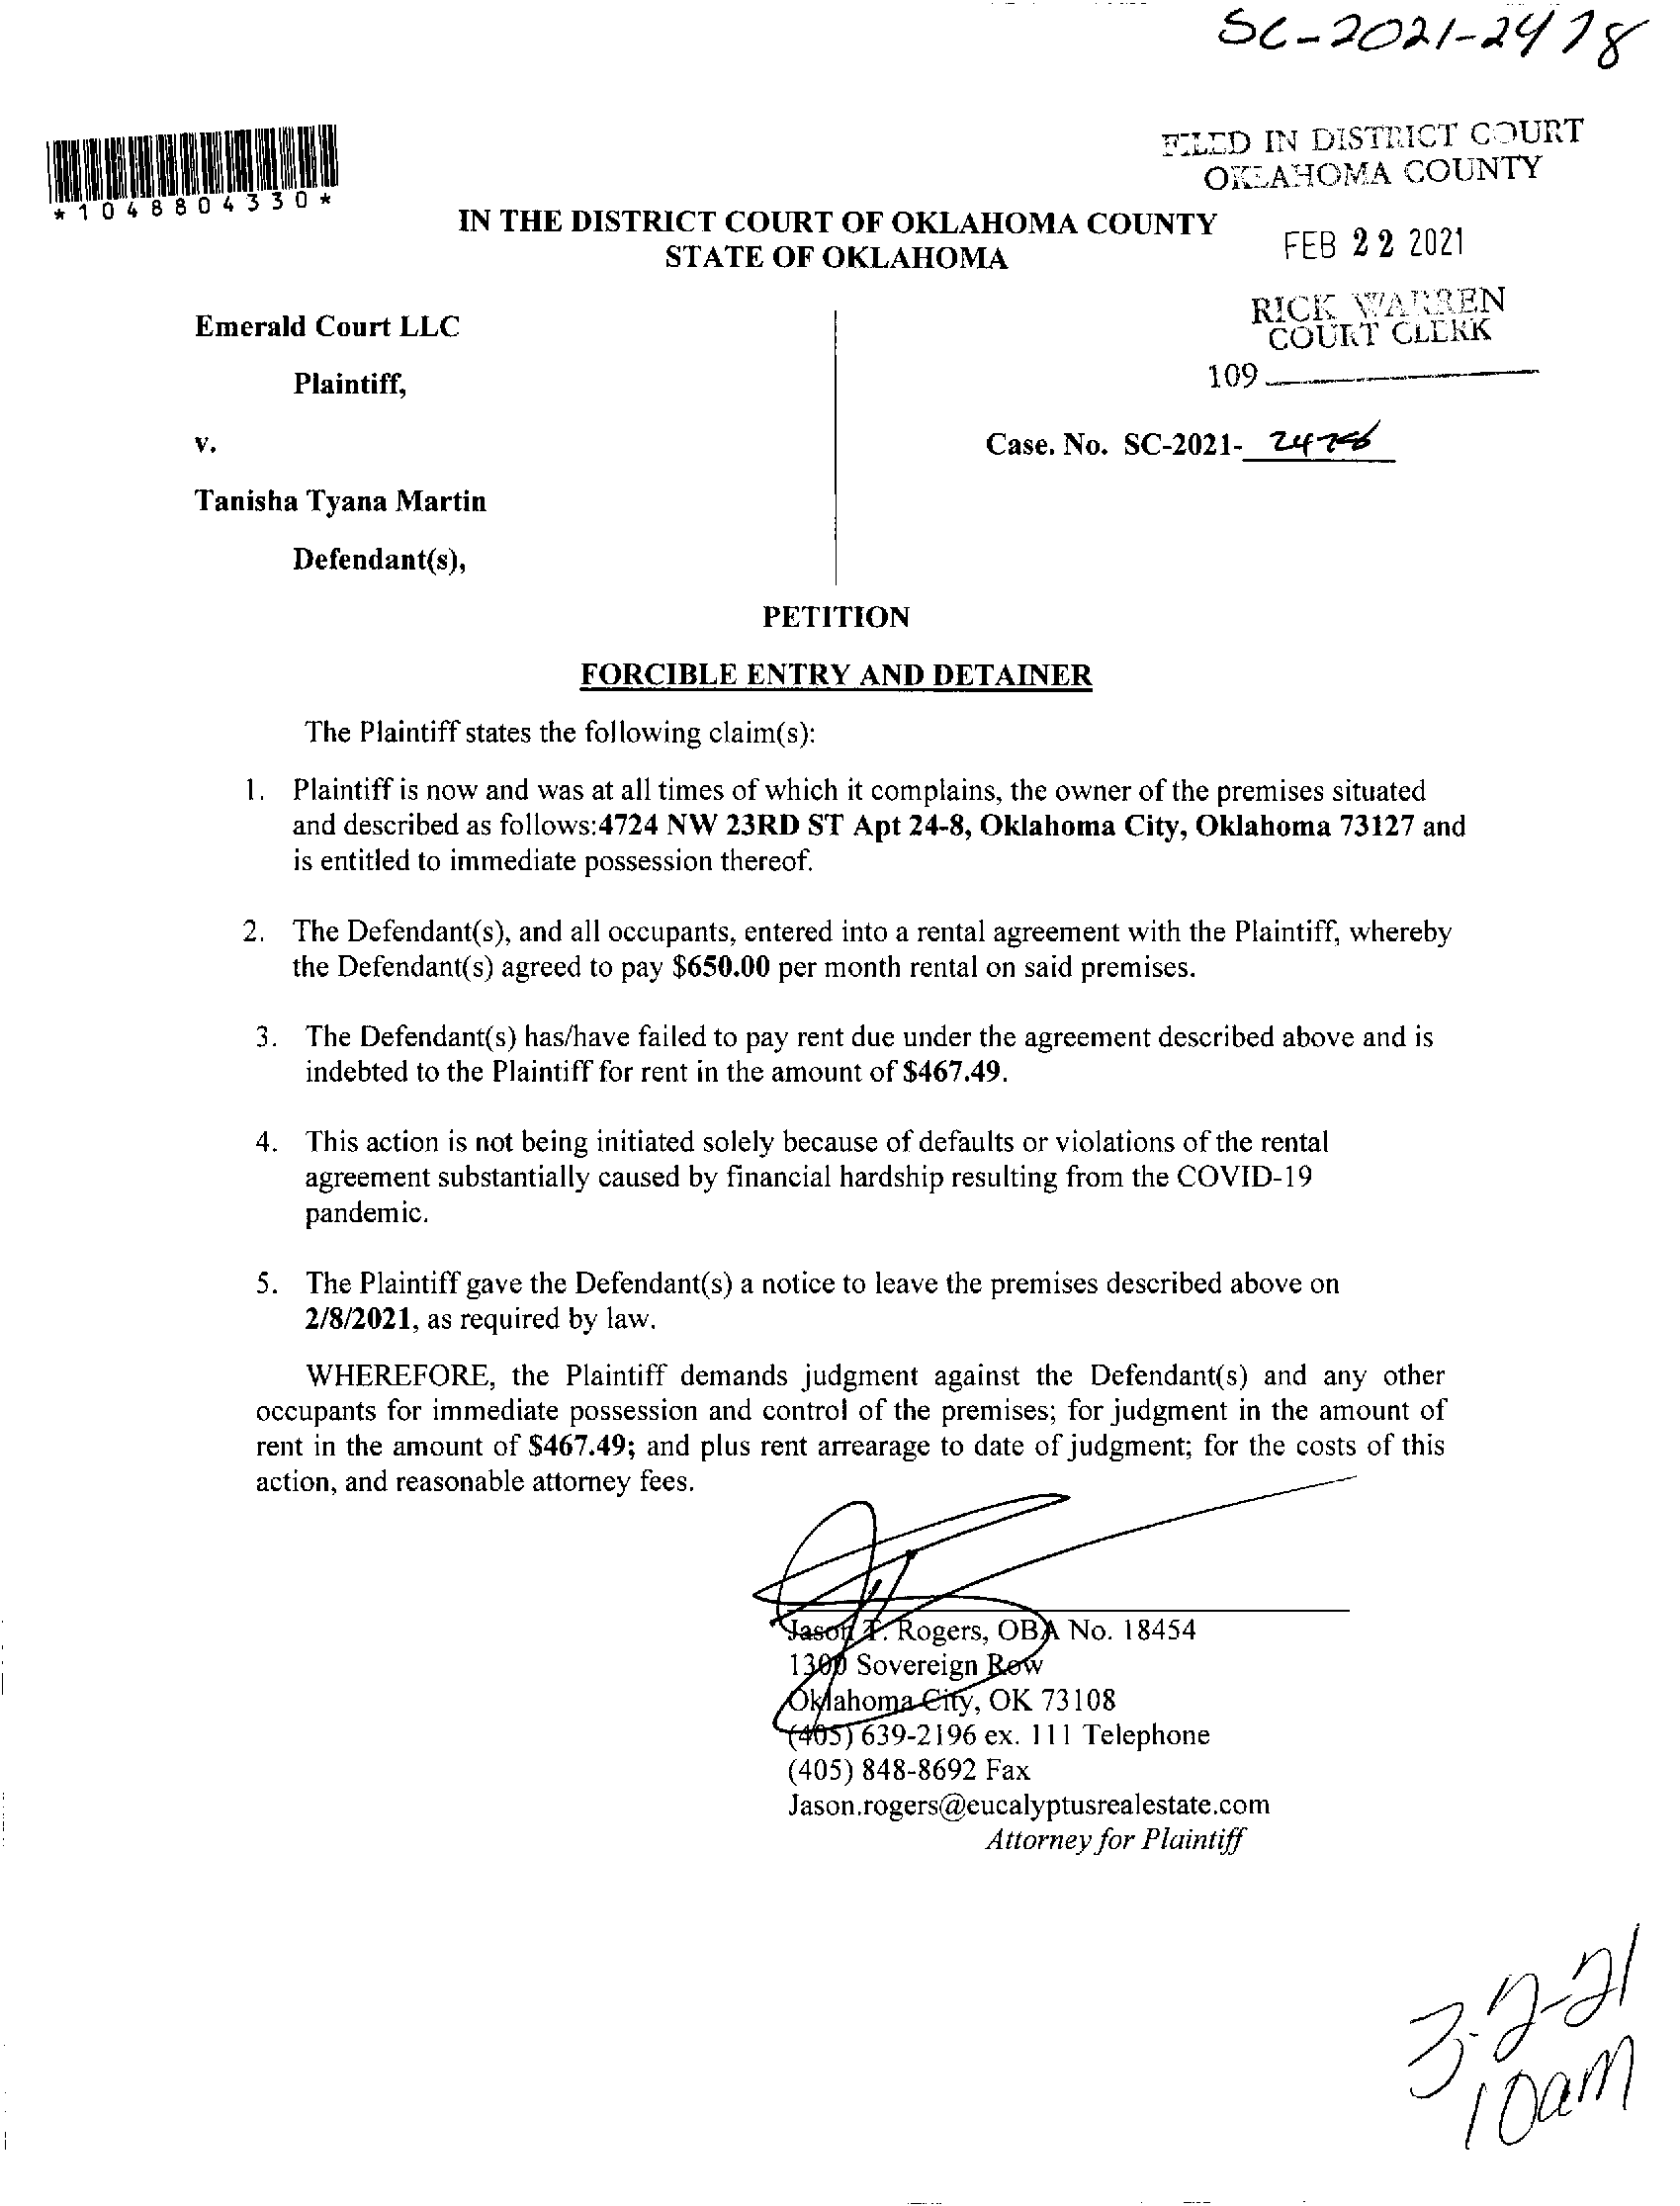 SC-2021-2478
FILED IN DISTRICT COURT
OKLAHOMA COUNTY
*1048804330*
IN THE DISTRICT COURT OF OKLAHOMA COUNTY
STATE OF OKLAHOMA
FEB 22 2021
RICK WARREN
COURT CLERK
109
Emerald Court LLC
Plaintiff,
v.
Case. No. SC-2021-
Tanisha Tyana Martin
Defendant(s),
PETITION
FORCIBLE ENTRY AND DETAINER
The Plaintiff states the following claim(s):
1. Plaintiff is now and was at all times of which it complains, the owner of the premises situated
and described as follows:4724 NW 23RD ST Apt 24-8, Oklahoma City, Oklahoma 73127 and
is entitled to immediate possession thereof.
2. The Defendant(s), and all occupants, entered into a rental agreement with the Plaintiff, whereby
the Defendant(s) agreed to pay $650.00 per month rental on said premises.
3. The Defendant(s) has/have failed to pay rent due under the agreement described above and is
indebted to the Plaintiff for rent in the amount of $467.49.
4. This action is not being initiated solely because of defaults or violations of the rental
agreement substantially caused by financial hardship resulting from the COVID-19
pandemic.
5. The Plaintiff gave the Defendant(s) a notice to leave the premises described above on
2/8/2021, as required by law.
WHEREFORE, the Plaintiff demands judgment against the Defendant(s) and any other
occupants for immediate possession and control of the premises; for judgment in the amount of
rent in the amount of $467.49; and plus rent arrearage to date of judgment; for the costs of this
action, and reasonable attorney fees.
Jason T. Rogers, OBA No. 18454
1300 Sovereign Row
Oklahoma City, OK 73108
(405) 639-2196 ex. 111 Telephone
(405) 848-8692 Fax
Jason.rogers@eucalyptusrealestate.com
Attorney for Plaintiff
3-2-21
10am